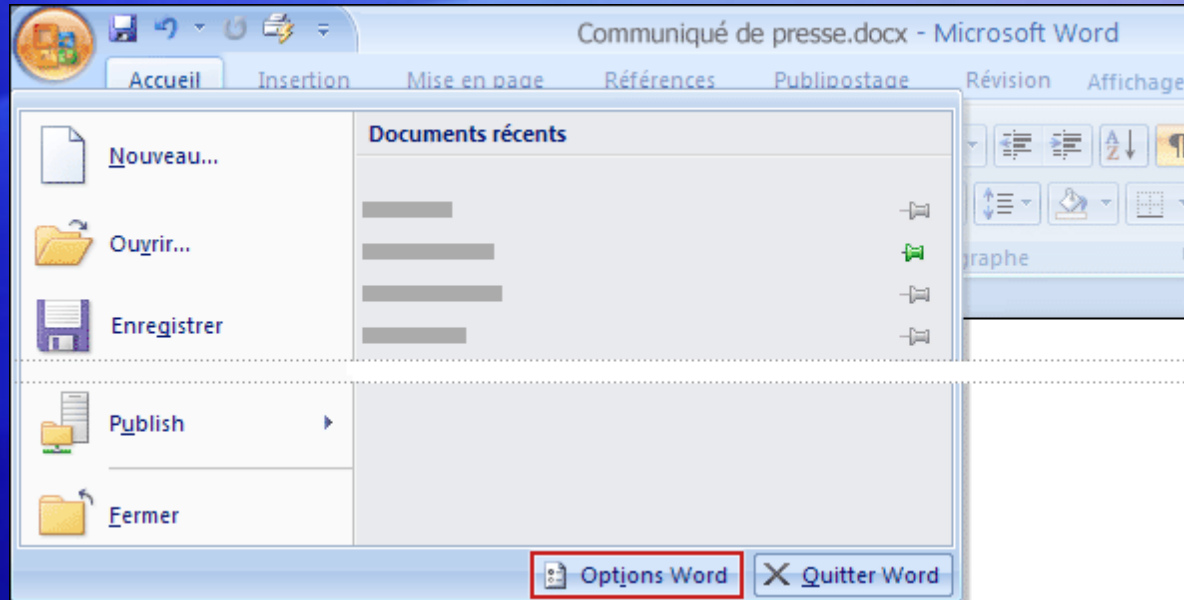 Communiqué de presse.docx - Microsoft Word
Accueil Insertion Mise en page Références Publipostage Révision Affichage
Documents récents
Nouveau...
Ouvrir...
Enregistrer
graphe
Publish
Fermer
Options Word Quitter Word